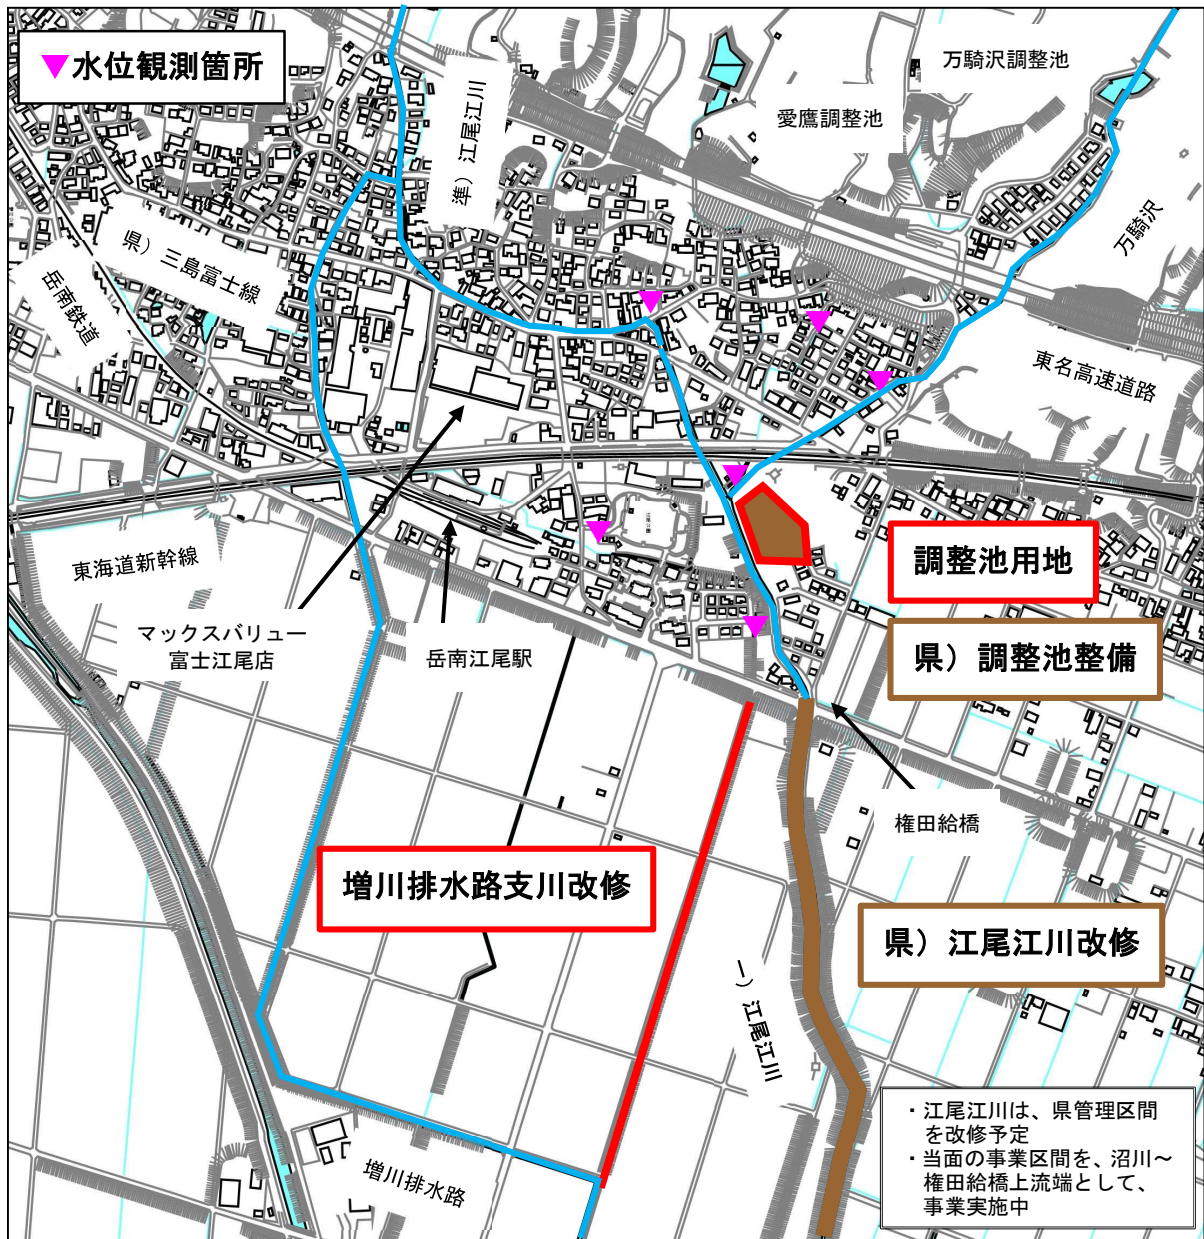 ▼水位観測箇所
準）江尾江川
万騎沢調整池
愛鷹調整池
万騎沢
県）三島富士線
岳南鉄道
東名高速道路
東海道新幹線
調整池用地
マックスバリュー
富士江尾店
岳南江尾駅
県）調整池整備
権田給橋
増川排水路支川改修
県）江尾江川改修
一）江尾江川
増川排水路
・江尾江川は、県管理区間
を改修予定
・当面の事業区間を、沼川～
権田給橋上流端として、
事業実施中